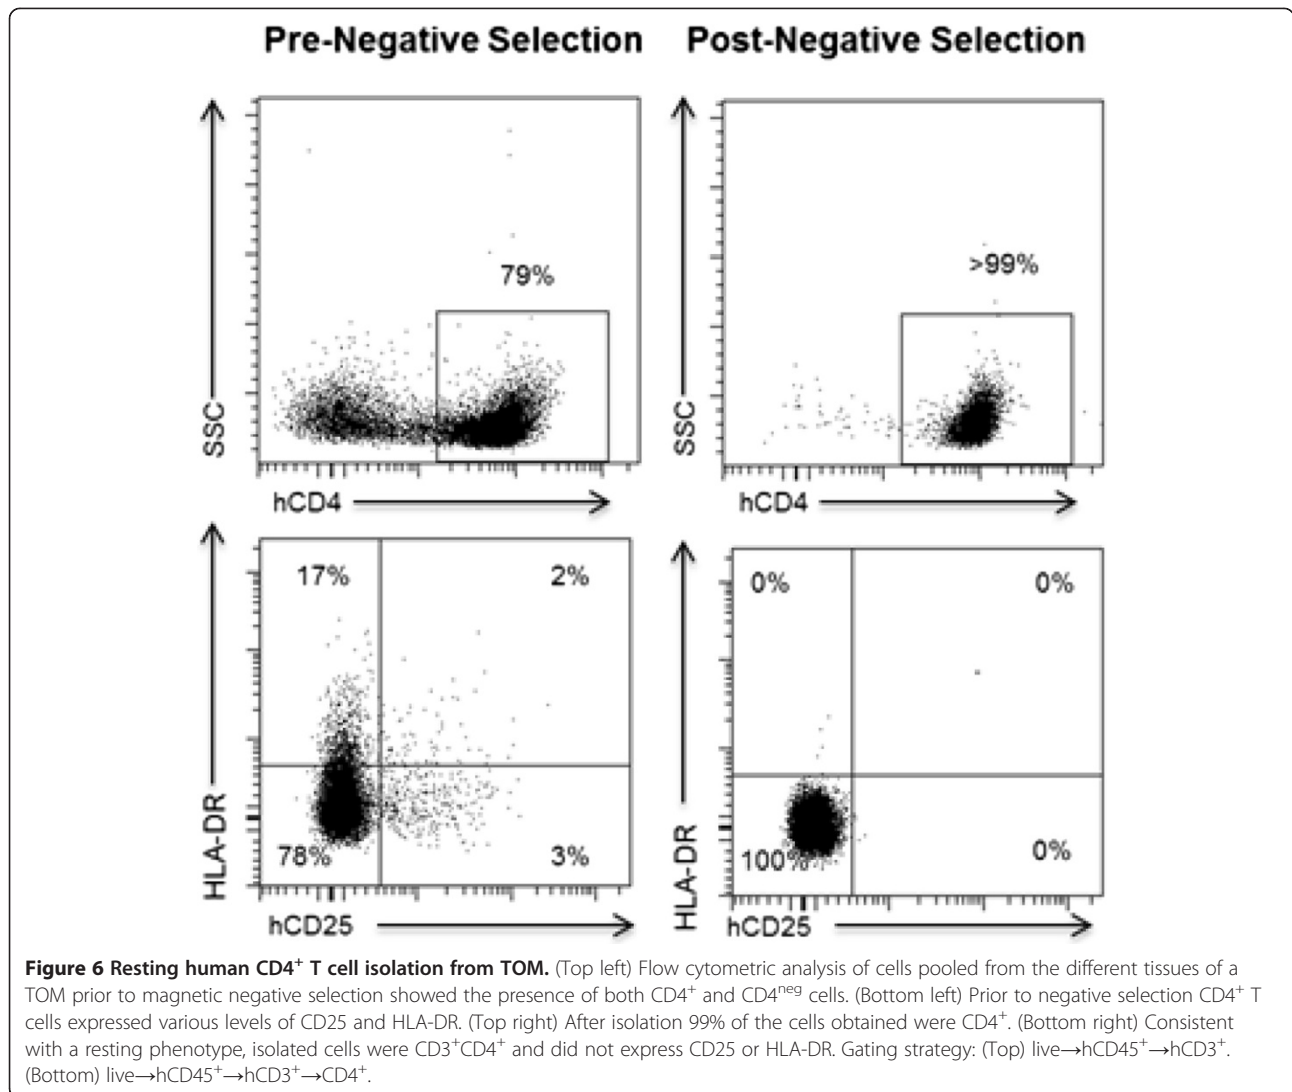 Pre-Negative Selection Post-Negative Selection
SSC
79%
hCD4
SSC
>99%
hCD4
HLA-DR
17% 2%
78% 3%
hCD25
HLA-DR
0% 0%
100% 0%
hCD25
Figure 6 Resting human CD4⁺ T cell isolation from TOM. (Top left) Flow cytometric analysis of cells pooled from the different tissues of a
TOM prior to magnetic negative selection showed the presence of both CD4⁺ and CD4ⁿᵉᵍ cells. (Bottom left) Prior to negative selection CD4⁺ T
cells expressed various levels of CD25 and HLA-DR. (Top right) After isolation 99% of the cells obtained were CD4⁺. (Bottom right) Consistent
with a resting phenotype, isolated cells were CD3⁺CD4⁺ and did not express CD25 or HLA-DR. Gating strategy: (Top) live→hCD45⁺→hCD3⁺.
(Bottom) live→hCD45⁺→hCD3⁺→CD4⁺.